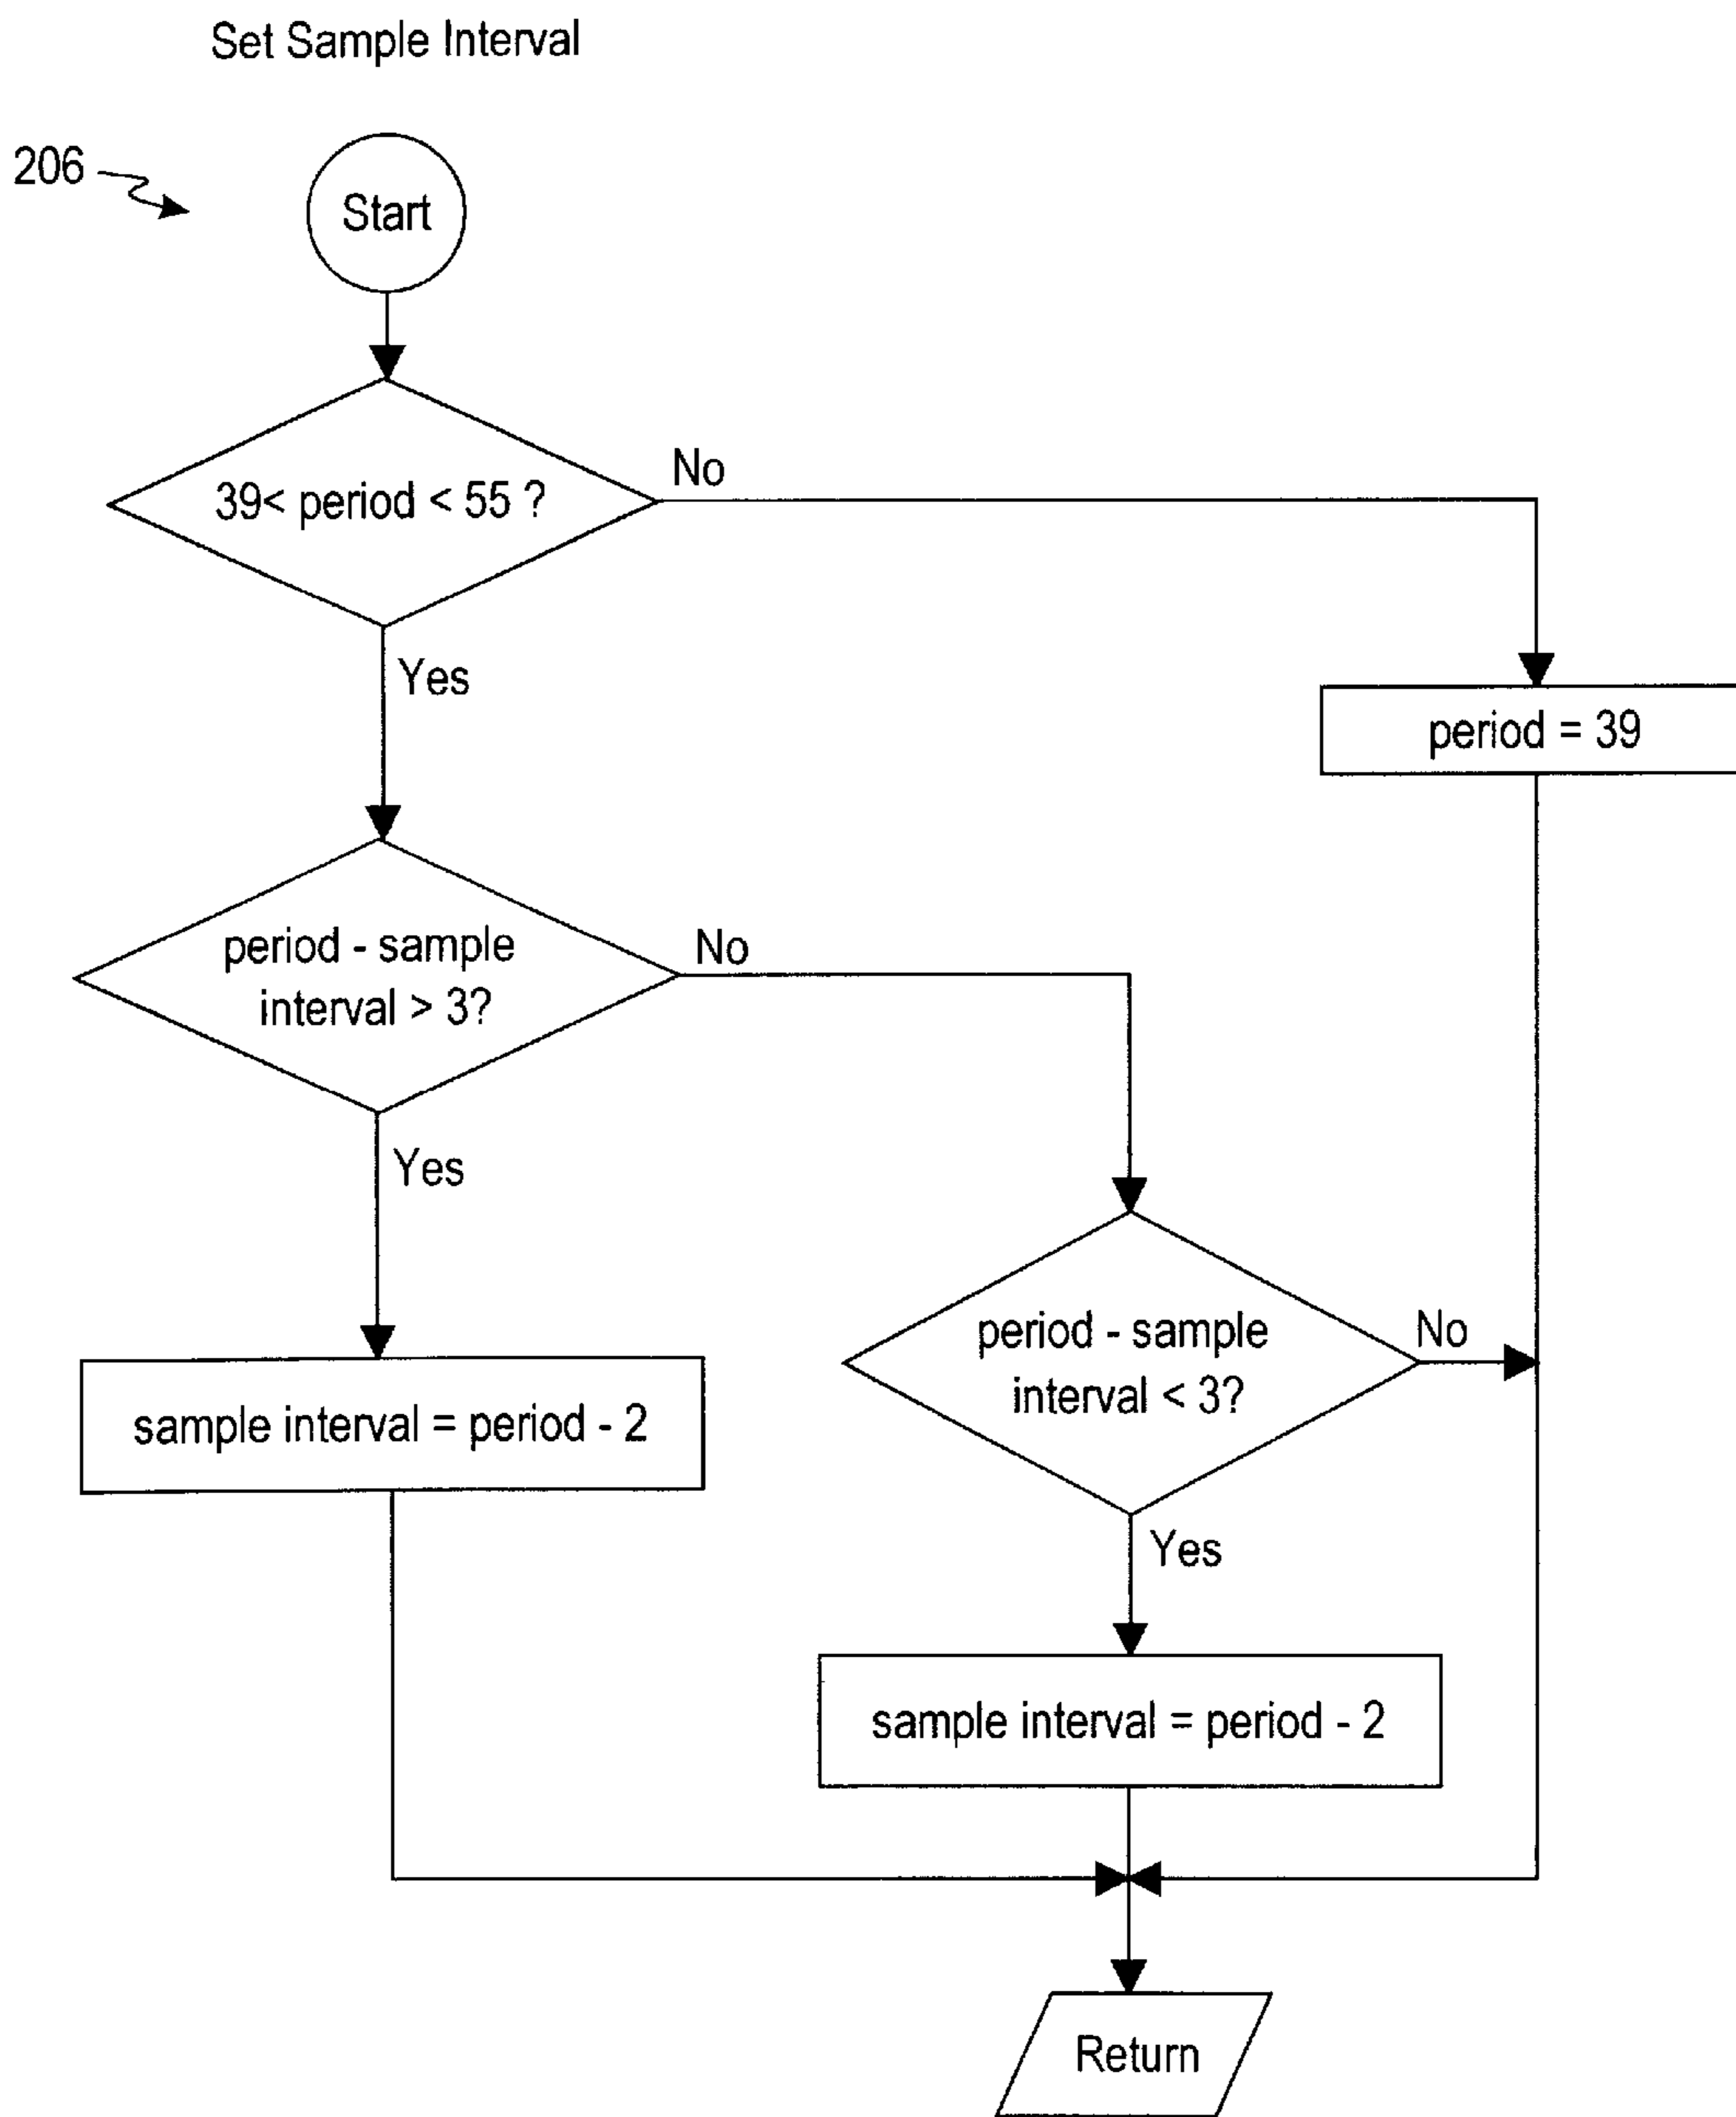 Set Sample Interval
206
Start
39< period < 55 ?
No
Yes
period = 39
period - sample
interval > 3?
No
Yes
period - sample
interval < 3?
No
sample interval = period - 2
Yes
sample interval = period - 2
Return